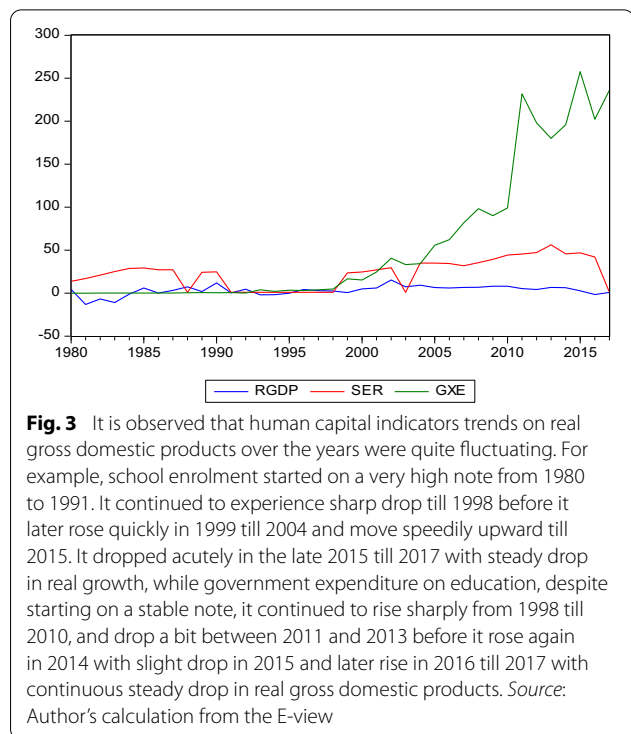 300
250
200
150
100
50
0
-50
1980 1985 1990 1995 2000 2005 2010 2015
RGDP SER GXE
Fig. 3 It is observed that human capital indicators trends on real
gross domestic products over the years were quite fluctuating. For
example, school enrolment started on a very high note from 1980
to 1991. It continued to experience sharp drop till 1998 before it
later rose quickly in 1999 till 2004 and move speedily upward till
2015. It dropped acutely in the late 2015 till 2017 with steady drop
in real growth, while government expenditure on education, despite
starting on a stable note, it continued to rise sharply from 1998 till
2010, and drop a bit between 2011 and 2013 before it rose again
in 2014 with slight drop in 2015 and later rise in 2016 till 2017 with
continuous steady drop in real gross domestic products. Source:
Author’s calculation from the E-view